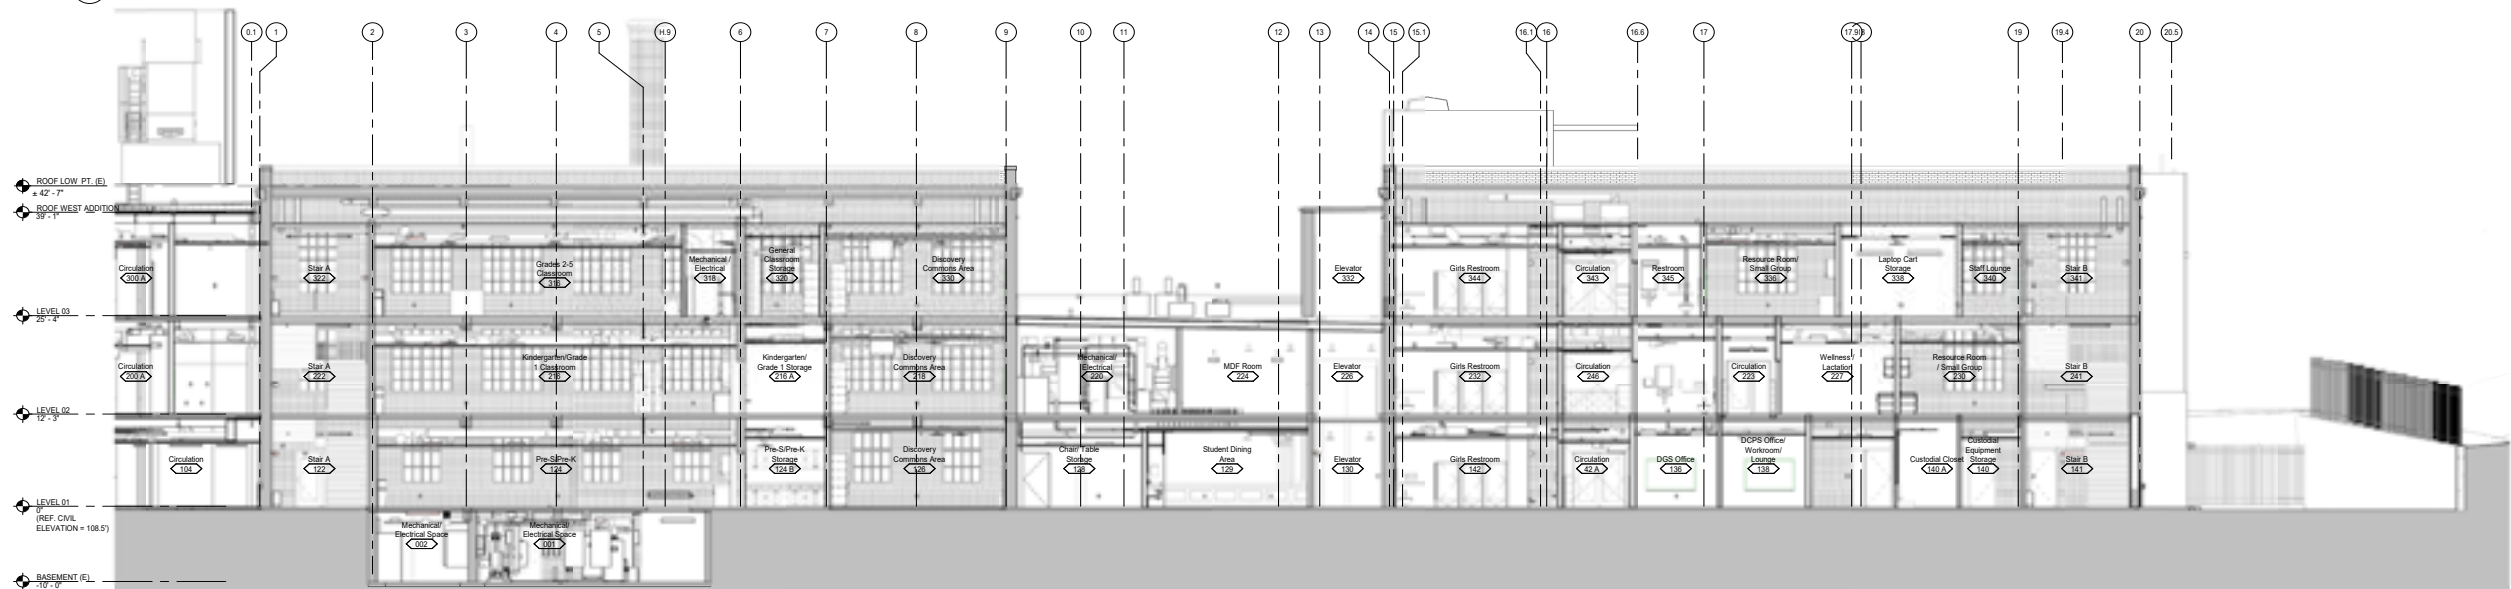 0.1 1 2 3 4 5 H.9 6 7 8 9 10 11 12 13 14 15 15.1 16.1 16 16.6 17 17.9 19 19.4 20 20.5
ROOF LOW PT. (E)
± 42' - 7"
ROOF WEST ADDITION
39' - 1"
LEVEL 03
25' - 4"
LEVEL 02
12' - 3"
LEVEL 01
0"
(REF. CIVIL
ELEVATION = 108.5')
BASEMENT (E)
-10' - 0"
Circulation
300 A
Stair A
322
Grades 2-5
Classroom
316
Mechanical /
Electrical
318
General
Classroom
Storage
320
Discovery
Commons Area
330
Elevator
332
Girls Restroom
344
Circulation
343
Restroom
345
Resource Room/
Small Group
336
Laptop Cart
Storage
338
Staff Lounge
340
Stair B
341
Circulation
200 A
Stair A
222
Kindergarten/Grade
1 Classroom
216
Kindergarten/
Grade 1 Storage
216 A
Discovery
Commons Area
218
Mechanical/
Electrical
220
MDF Room
224
Elevator
226
Girls Restroom
232
Circulation
246
Circulation
223
Wellness /
Lactation
227
Resource Room
/ Small Group
230
Stair B
241
Circulation
104
Stair A
122
Pre-S/Pre-K
124
Pre-S/Pre-K
Storage
124 B
Discovery
Commons Area
126
Chair/ Table
Storage
128
Student Dining
Area
129
Elevator
130
Girls Restroom
142
Circulation
42 A
DGS Office
136
DCPS Office/
Workroom/
Lounge
138
Custodial Closet
140 A
Custodial
Equipment
Storage
140
Stair B
141
Mechanical/
Electrical Space
002
Mechanical/
Electrical Space
001